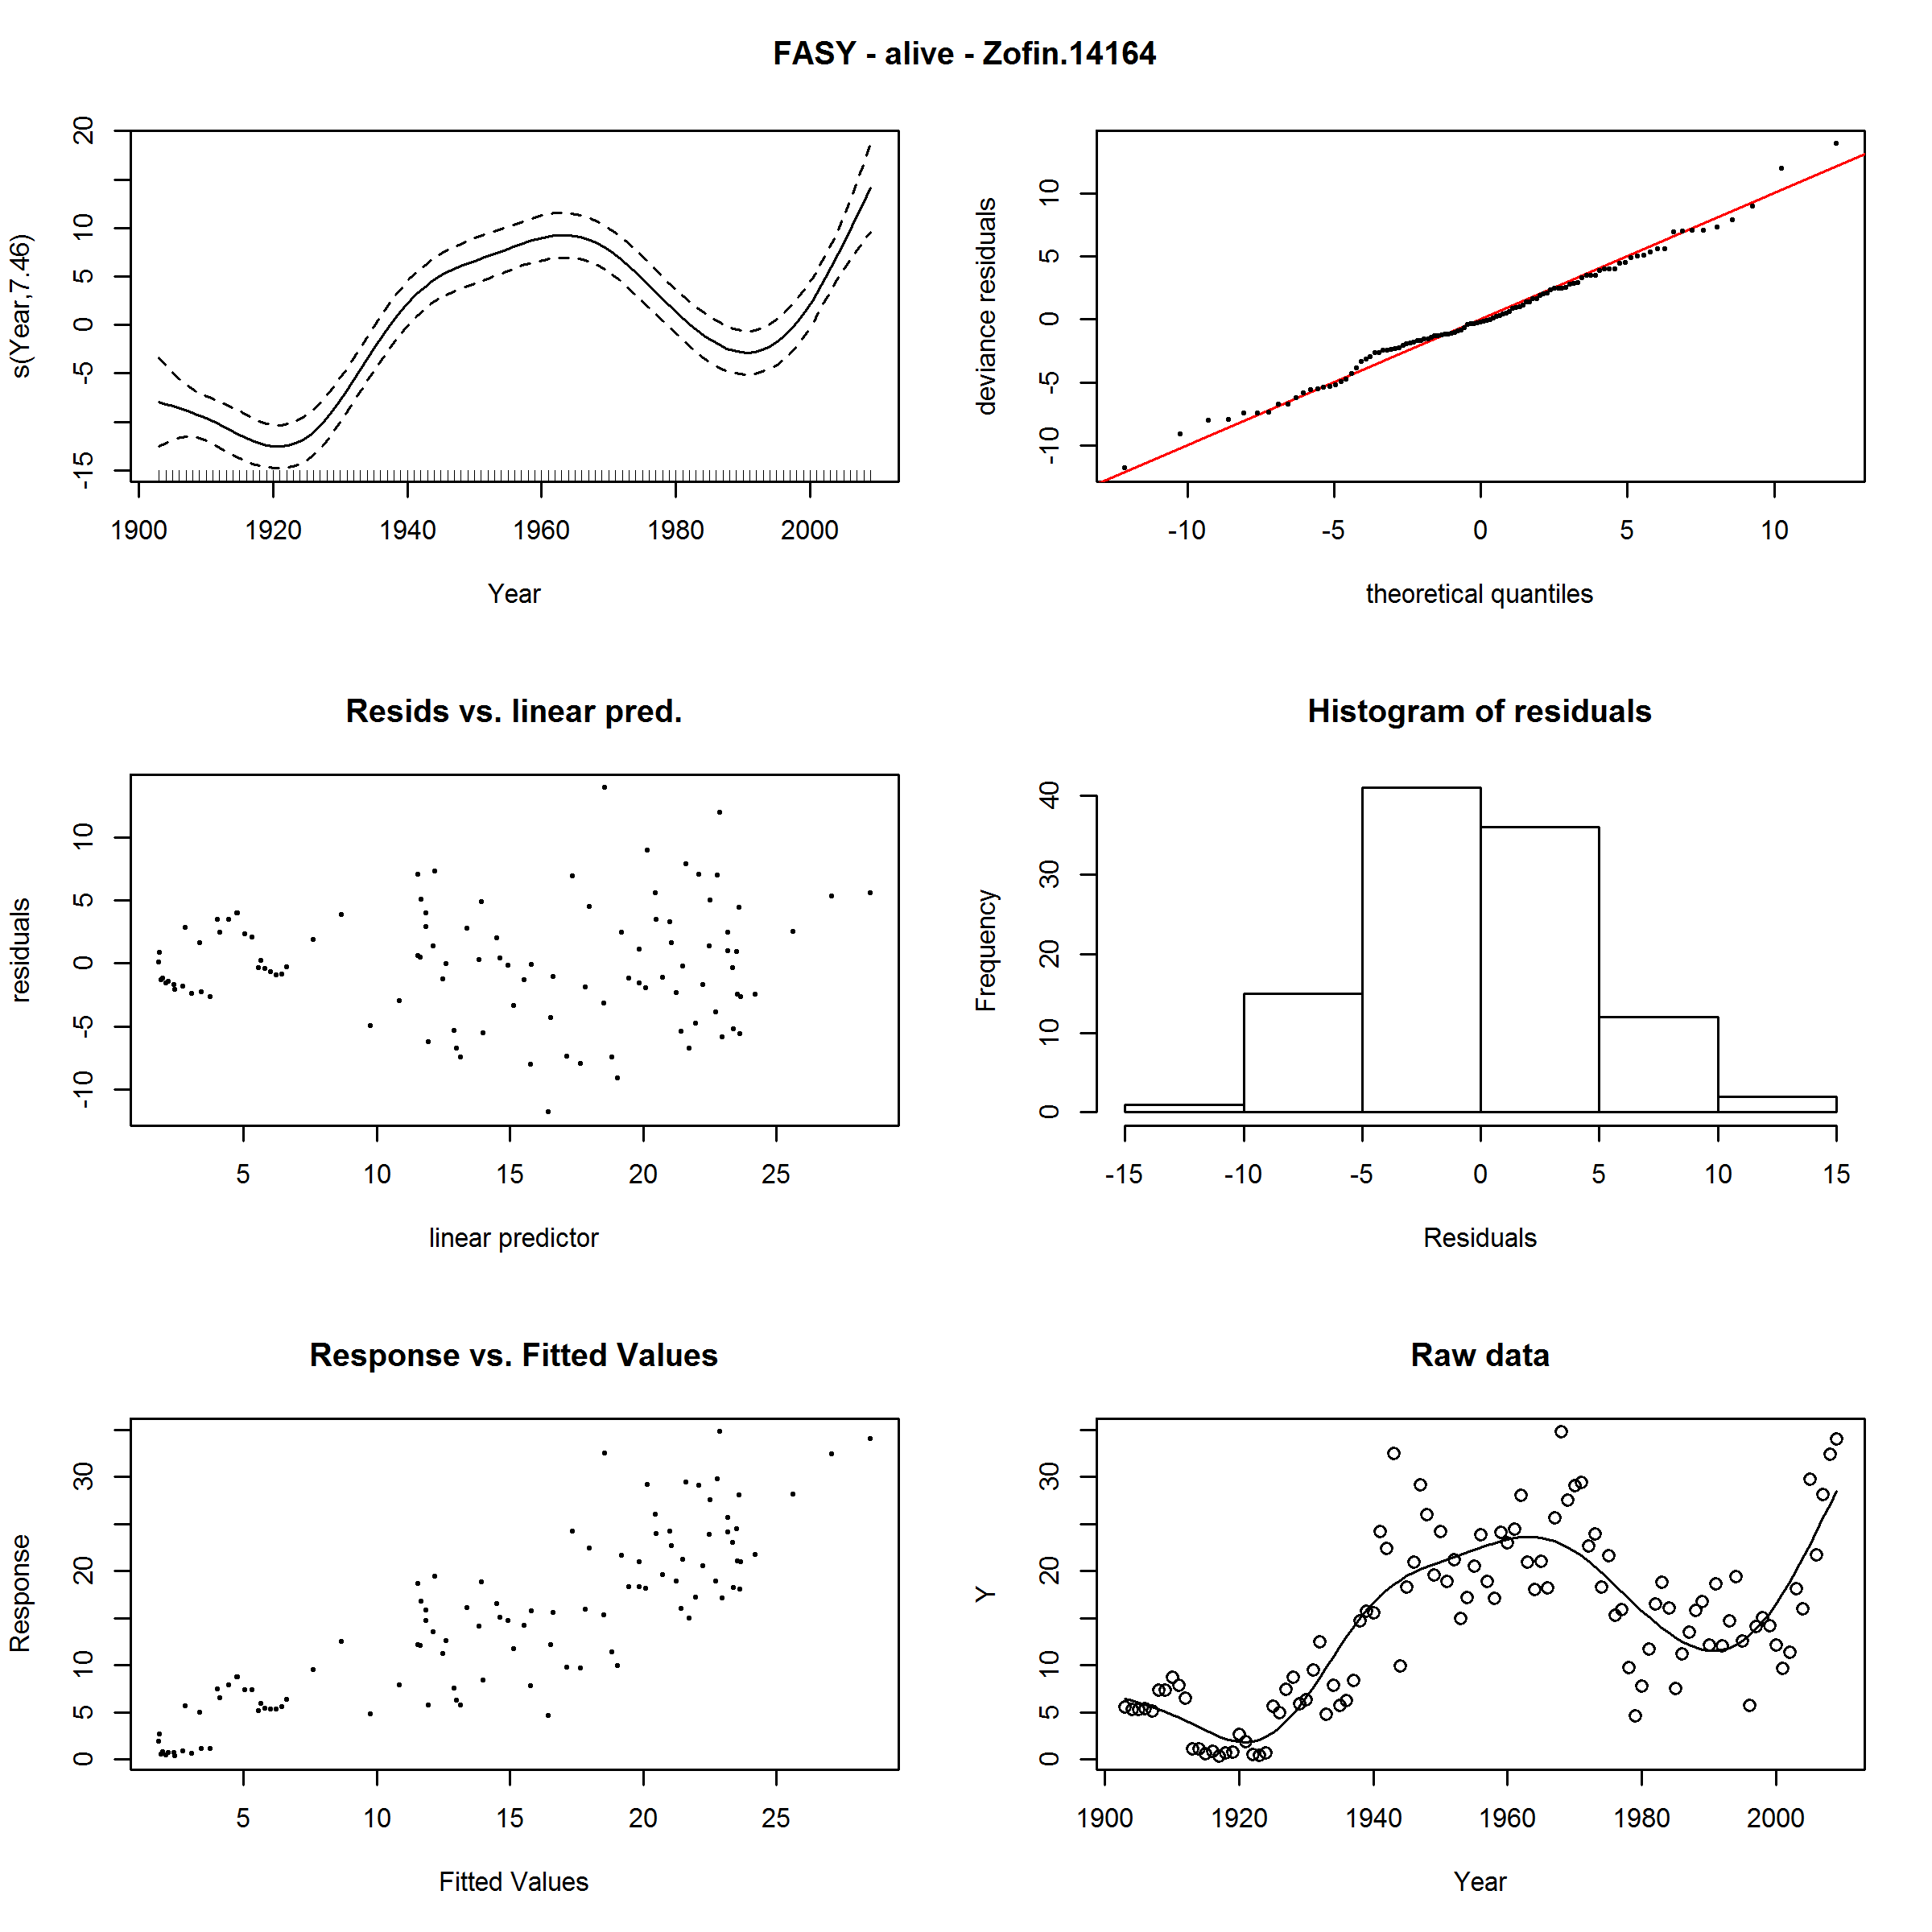 FASY - alive - Zofin.14164
s(Year,7.46)
-15 -5 0 5 10 20
1900 1920 1940 1960 1980 2000
Year
deviance residuals
-10 -5 0 5 10
-10 -5 0 5 10
theoretical quantiles
Resids vs. linear pred.
residuals
-10 -5 0 5 10
5 10 15 20 25
linear predictor
Histogram of residuals
Frequency
0 10 20 30 40
-15 -10 -5 0 5 10 15
Residuals
Response vs. Fitted Values
Response
0 5 10 20 30
5 10 15 20 25
Fitted Values
Raw data
Y
0 5 10 20 30
1900 1920 1940 1960 1980 2000
Year